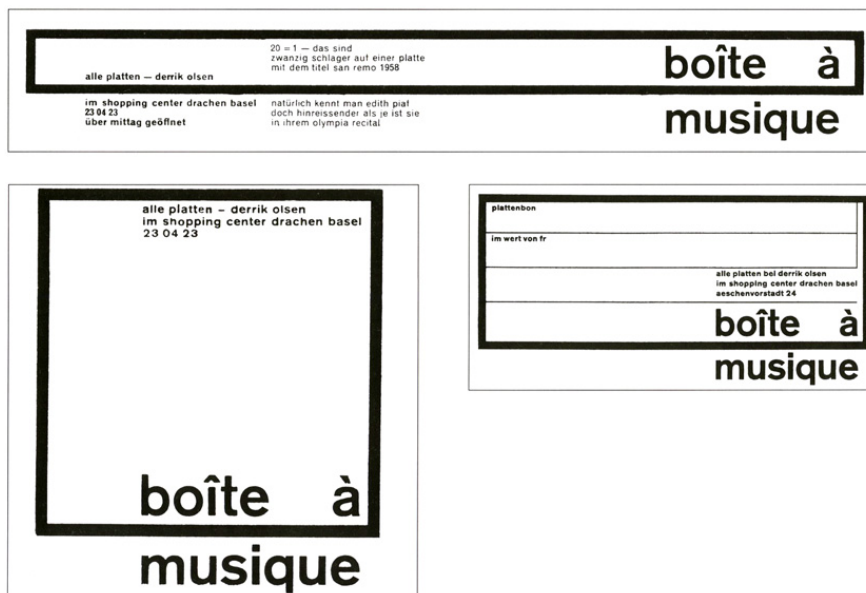 20 = 1 — das sind
zwanzig schlager auf einer platte
mit dem titel san remo 1958
alle platten — derrik olsen
boîte à
im shopping center drachen basel
23 04 23
über mittag geöffnet
natürlich kennt man edith piaf
doch hinreissender als je ist sie
in ihrem olympia recital
musique
alle platten – derrik olsen
im shopping center drachen basel
23 04 23
boîte à
musique
plattenbon
im wert von fr
alle platten bei derrik olsen
im shopping center drachen basel
aeschenvorstadt 24
boîte à
musique